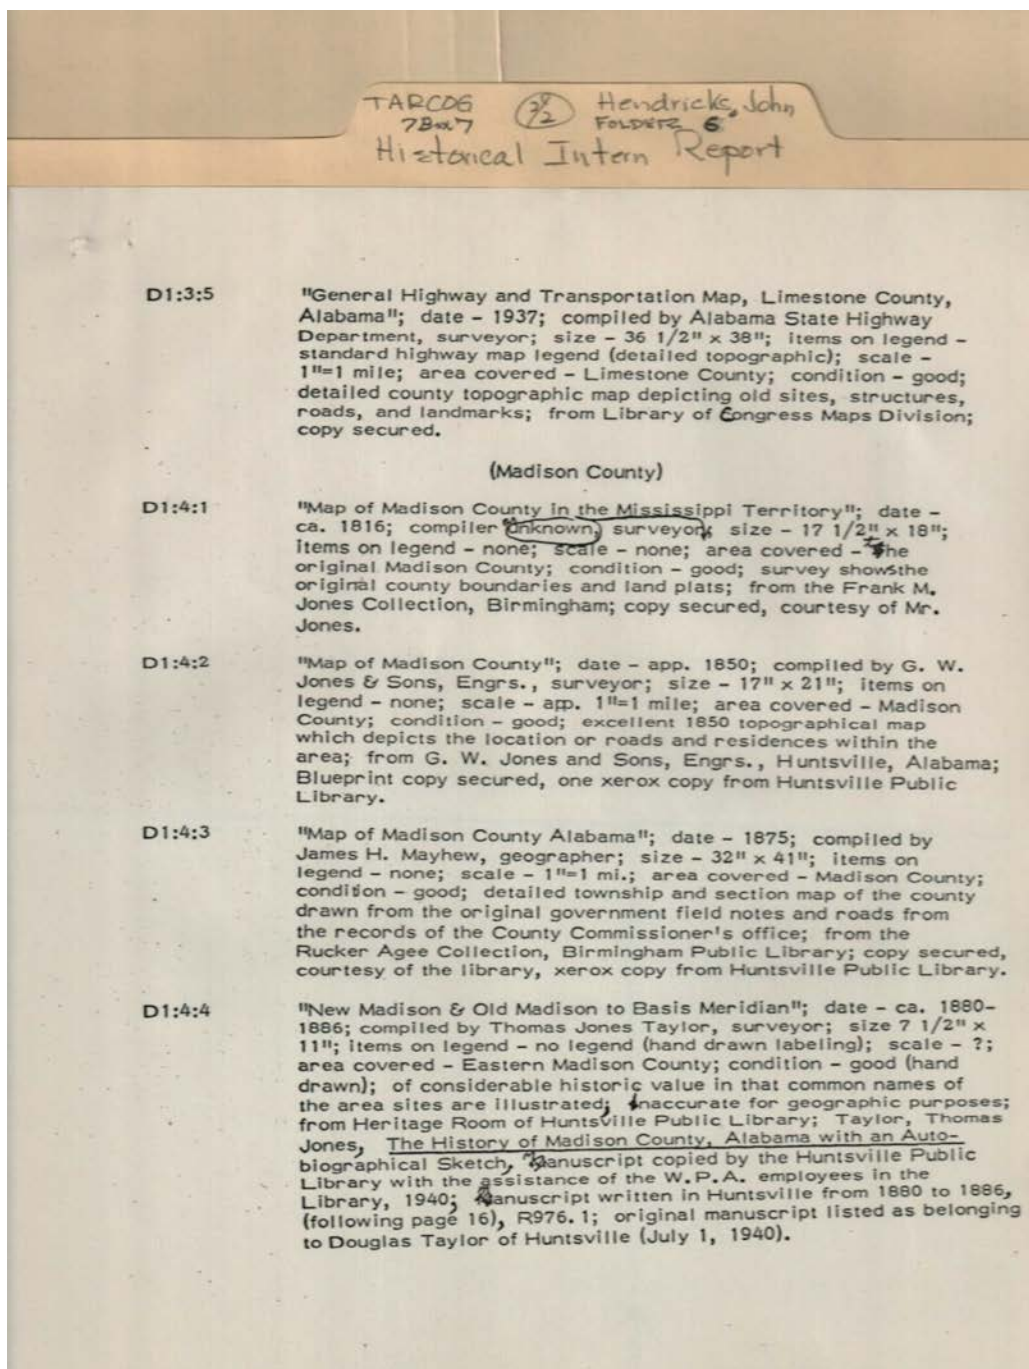 TARCOG
Hendricks, John
7Box7
FOLDER 6
Historical Intern Report
D1:3:5
"General Highway and Transportation Map, Limestone County,
Alabama"; date - 1937; compiled by Alabama State Highway
Department, surveyor; size - 36 1/2" x 38"; items on legend -
standard highway map legend (detailed topographic); scale -
1"=1 mile; area covered - Limestone County; condition - good;
detailed county topographic map depicting old sites, structures,
roads, and landmarks; from Library of Congress Maps Division;
copy secured.
(Madison County)
D1:4:1
"Map of Madison County in the Mississippi Territory"; date -
ca. 1816; compiler unknown, surveyor; size - 17 1/2" x 18";
items on legend - none; scale - none; area covered - the
original Madison County; condition - good; survey shows the
original county boundaries and land plats; from the Frank M.
Jones Collection, Birmingham; copy secured, courtesy of Mr.
Jones.
D1:4:2
"Map of Madison County"; date - app. 1850; compiled by G. W.
Jones & Sons, Engrs., surveyor; size - 17" x 21"; items on
legend - none; scale - app. 1"=1 mile; area covered - Madison
County; condition - good; excellent 1850 topographical map
which depicts the location or roads and residences within the
area; from G. W. Jones and Sons, Engrs., Huntsville, Alabama;
Blueprint copy secured, one xerox copy from Huntsville Public
Library.
D1:4:3
"Map of Madison County Alabama"; date - 1875; compiled by
James H. Mayhew, geographer; size - 32" x 41"; items on
legend - none; scale - 1"=1 mi.; area covered - Madison County;
condition - good; detailed township and section map of the county
drawn from the original government field notes and roads from
the records of the County Commissioner's office; from the
Rucker Agee Collection, Birmingham Public Library; copy secured,
courtesy of the library, xerox copy from Huntsville Public Library.
D1:4:4
"New Madison & Old Madison to Basis Meridian"; date - ca. 1880-
1886; compiled by Thomas Jones Taylor, surveyor; size 7 1/2" x
11"; items on legend - no legend (hand drawn labeling); scale - ?;
area covered - Eastern Madison County; condition - good (hand
drawn); of considerable historic value in that common names of
the area sites are illustrated; inaccurate for geographic purposes;
from Heritage Room of Huntsville Public Library; Taylor, Thomas
Jones, The History of Madison County, Alabama with an Auto-
biographical Sketch, manuscript copied by the Huntsville Public
Library with the assistance of the W.P.A. employees in the
Library, 1940; manuscript written in Huntsville from 1880 to 1886,
(following page 16), R976.1; original manuscript listed as belonging
to Douglas Taylor of Huntsville (July 1, 1940).